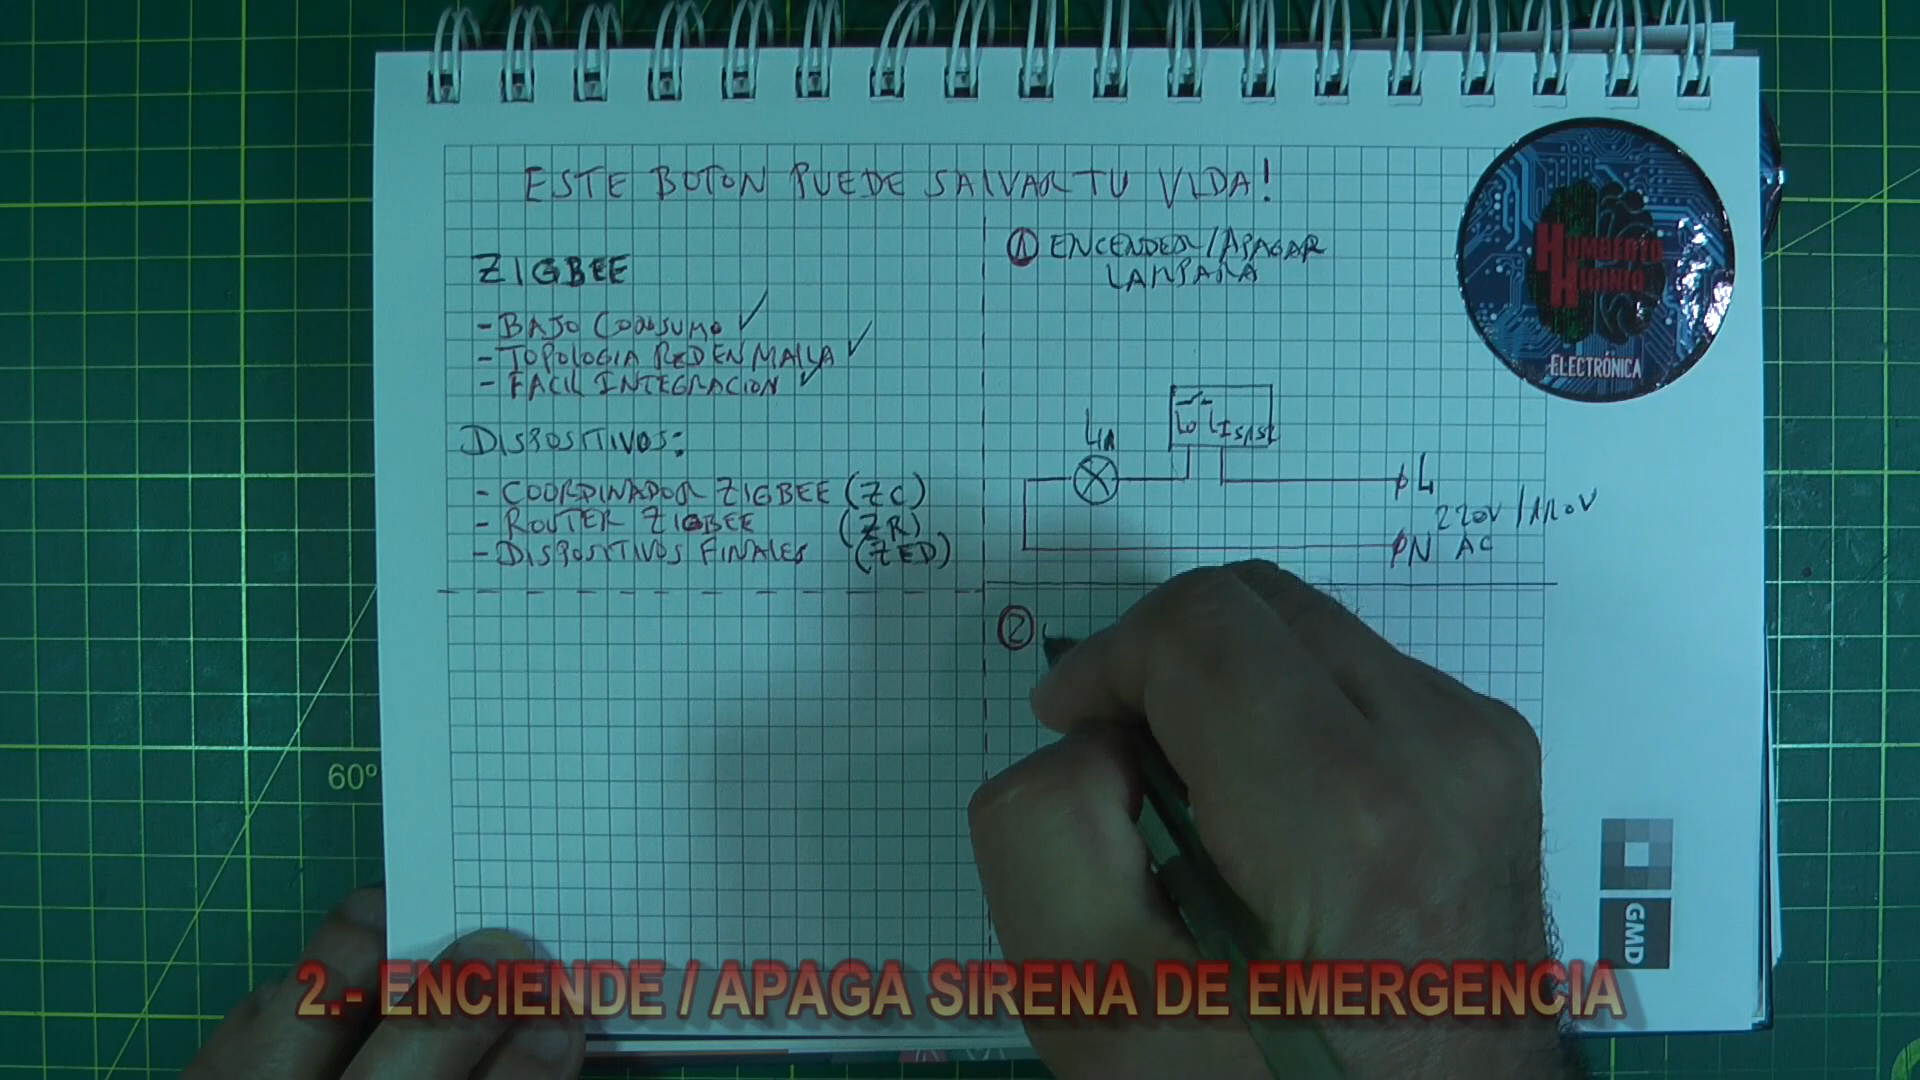 ESTE BOTON PUEDE SALVAR TU VIDA!
ZIGBEE
- BAJO CONSUMO ✓
- TOPOLOGIA RED EN MALLA ✓
- FACIL INTEGRACION ✓
DISPOSITIVOS:
- COORDINADOR ZIGBEE (ZC)
- ROUTER ZIGBEE (ZR)
- DISPOSITIVOS FINALES (ZED)
① ENCENDER/APAGAR
LAMPARA
LO LI
L
220V/110V
N AC
②
HUMBERTO
HIGINIO
ELECTRÓNICA
60º
GMD
2.- ENCIENDE / APAGA SIRENA DE EMERGENCIA